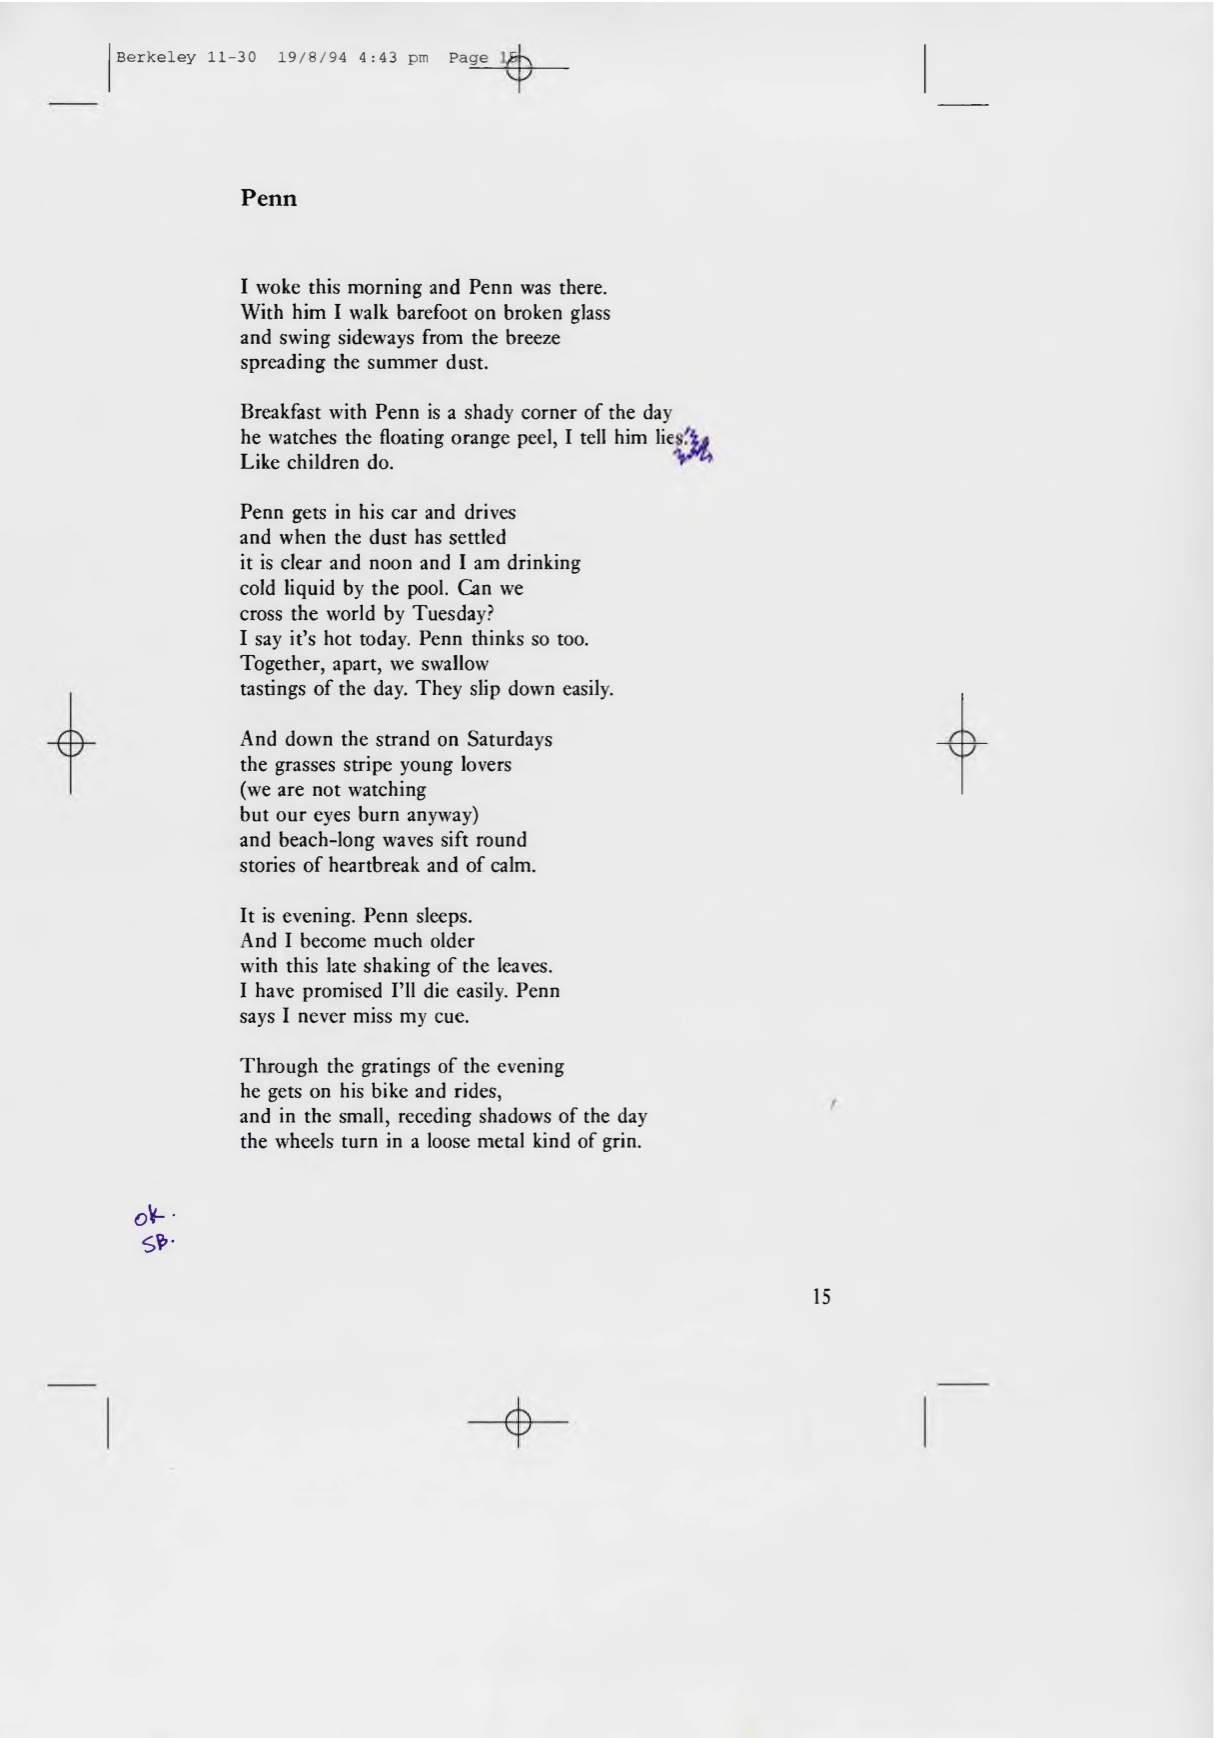 Berkeley 11-30 19/8/94 4:43 pm Page 15
Penn
I woke this morning and Penn was there.
With him I walk barefoot on broken glass
and swing sideways from the breeze
spreading the summer dust.
Breakfast with Penn is a shady corner of the day
he watches the floating orange peel, I tell him lies.
Like children do.
Penn gets in his car and drives
and when the dust has settled
it is clear and noon and I am drinking
cold liquid by the pool. Can we
cross the world by Tuesday?
I say it's hot today. Penn thinks so too.
Together, apart, we swallow
tastings of the day. They slip down easily.
And down the strand on Saturdays
the grasses stripe young lovers
(we are not watching
but our eyes burn anyway)
and beach-long waves sift round
stories of heartbreak and of calm.
It is evening. Penn sleeps.
And I become much older
with this late shaking of the leaves.
I have promised I'll die easily. Penn
says I never miss my cue.
Through the gratings of the evening
he gets on his bike and rides,
and in the small, receding shadows of the day
the wheels turn in a loose metal kind of grin.
ok.
SB.
15